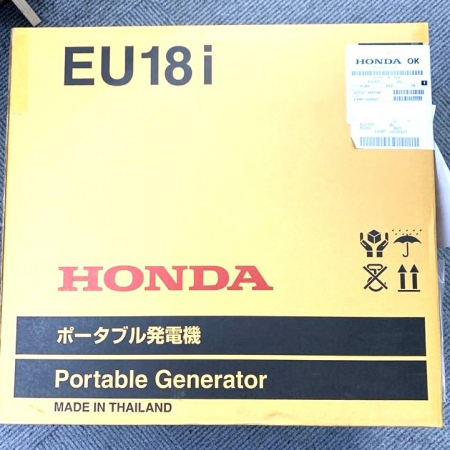 EU18i
HONDA OK
HONDA
ポータブル発電機
Portable Generator
MADE IN THAILAND